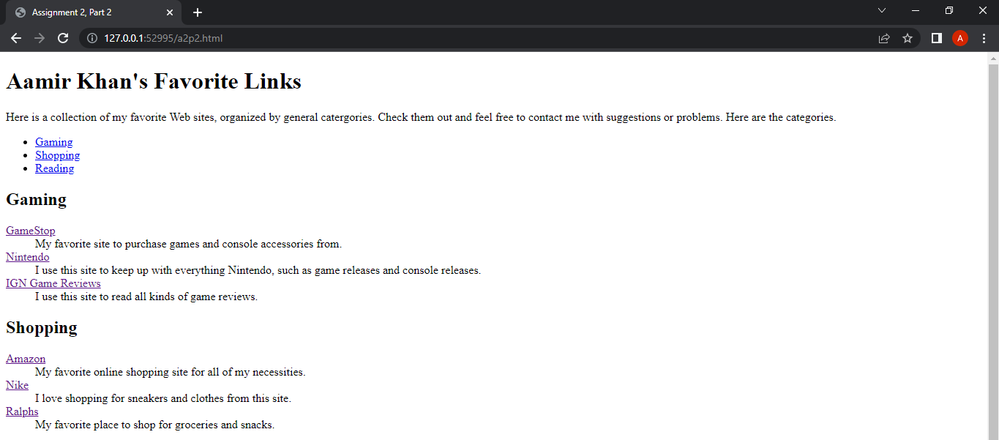 Assignment 2, Part 2
127.0.0.1:52995/a2p2.html
A
Aamir Khan's Favorite Links
Here is a collection of my favorite Web sites, organized by general catergories. Check them out and feel free to contact me with suggestions or problems. Here are the categories.
Gaming
Shopping
Reading
Gaming
GameStop
My favorite site to purchase games and console accessories from.
Nintendo
I use this site to keep up with everything Nintendo, such as game releases and console releases.
IGN Game Reviews
I use this site to read all kinds of game reviews.
Shopping
Amazon
My favorite online shopping site for all of my necessities.
Nike
I love shopping for sneakers and clothes from this site.
Ralphs
My favorite place to shop for groceries and snacks.